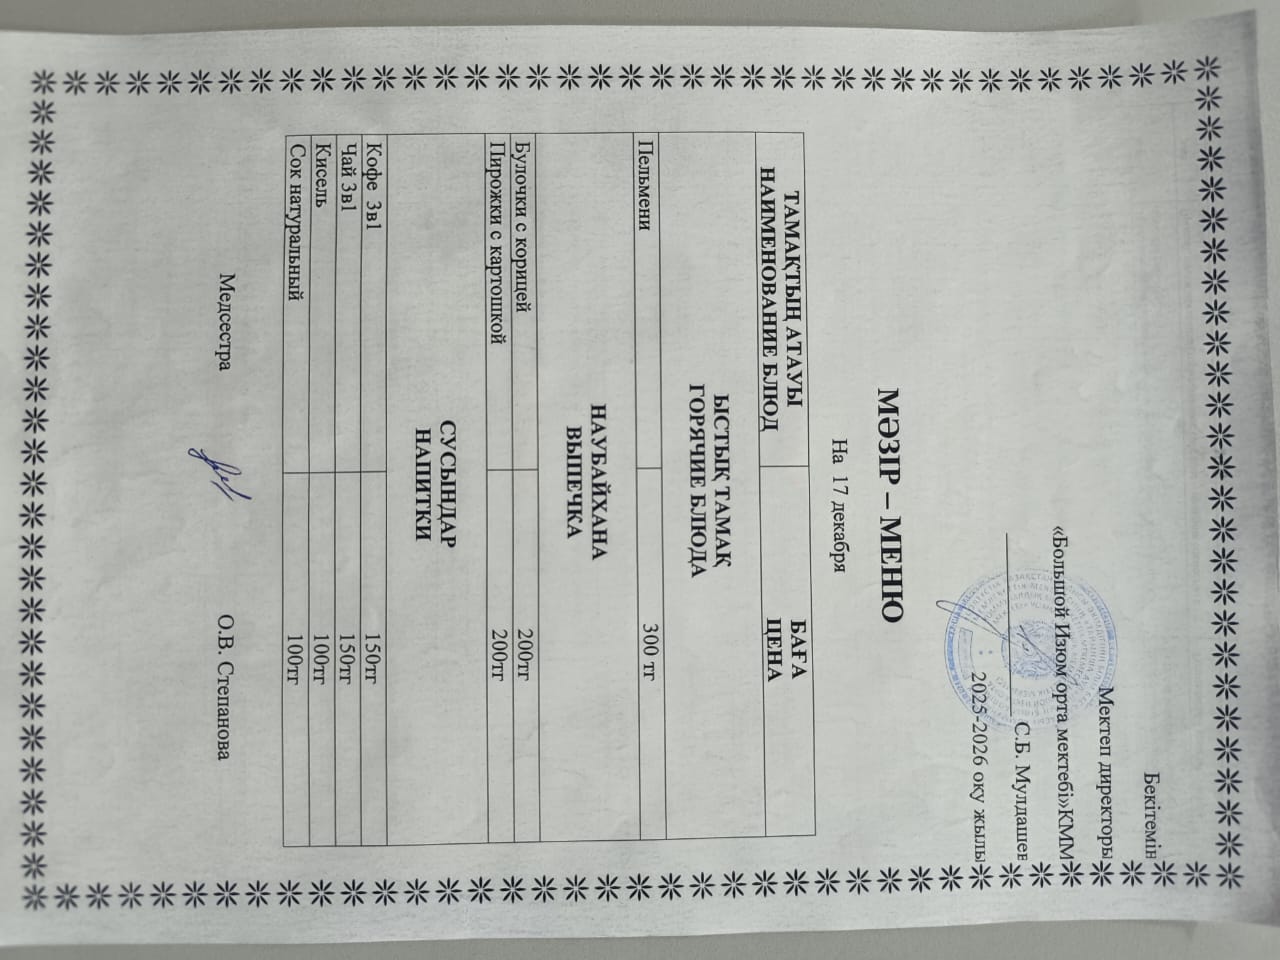 Бекітемін
Мектеп директоры
«Большой Изюм орта мектебі»КММ
С.Б. Мулдашев
2025-2026 оқу жылы
МӘЗІР – МЕНЮ
На 17 декабря
ТАМАҚТЫҢ АТАУЫ
НАИМЕНОВАНИЕ БЛЮД
БАҒА
ЦЕНА
ЫСТЫҚ ТАМАҚ
ГОРЯЧИЕ БЛЮДА
Пельмени 300 тг
НАУБАЙХАНА
ВЫПЕЧКА
Булочки с корицей 200тг
Пирожки с картошкой 200тг
СУСЫНДАР
НАПИТКИ
Кофе 3в1 150тг
Чай 3в1 150тг
Кисель 100тг
Сок натуральный 100тг
Медсестра О.В. Степанова